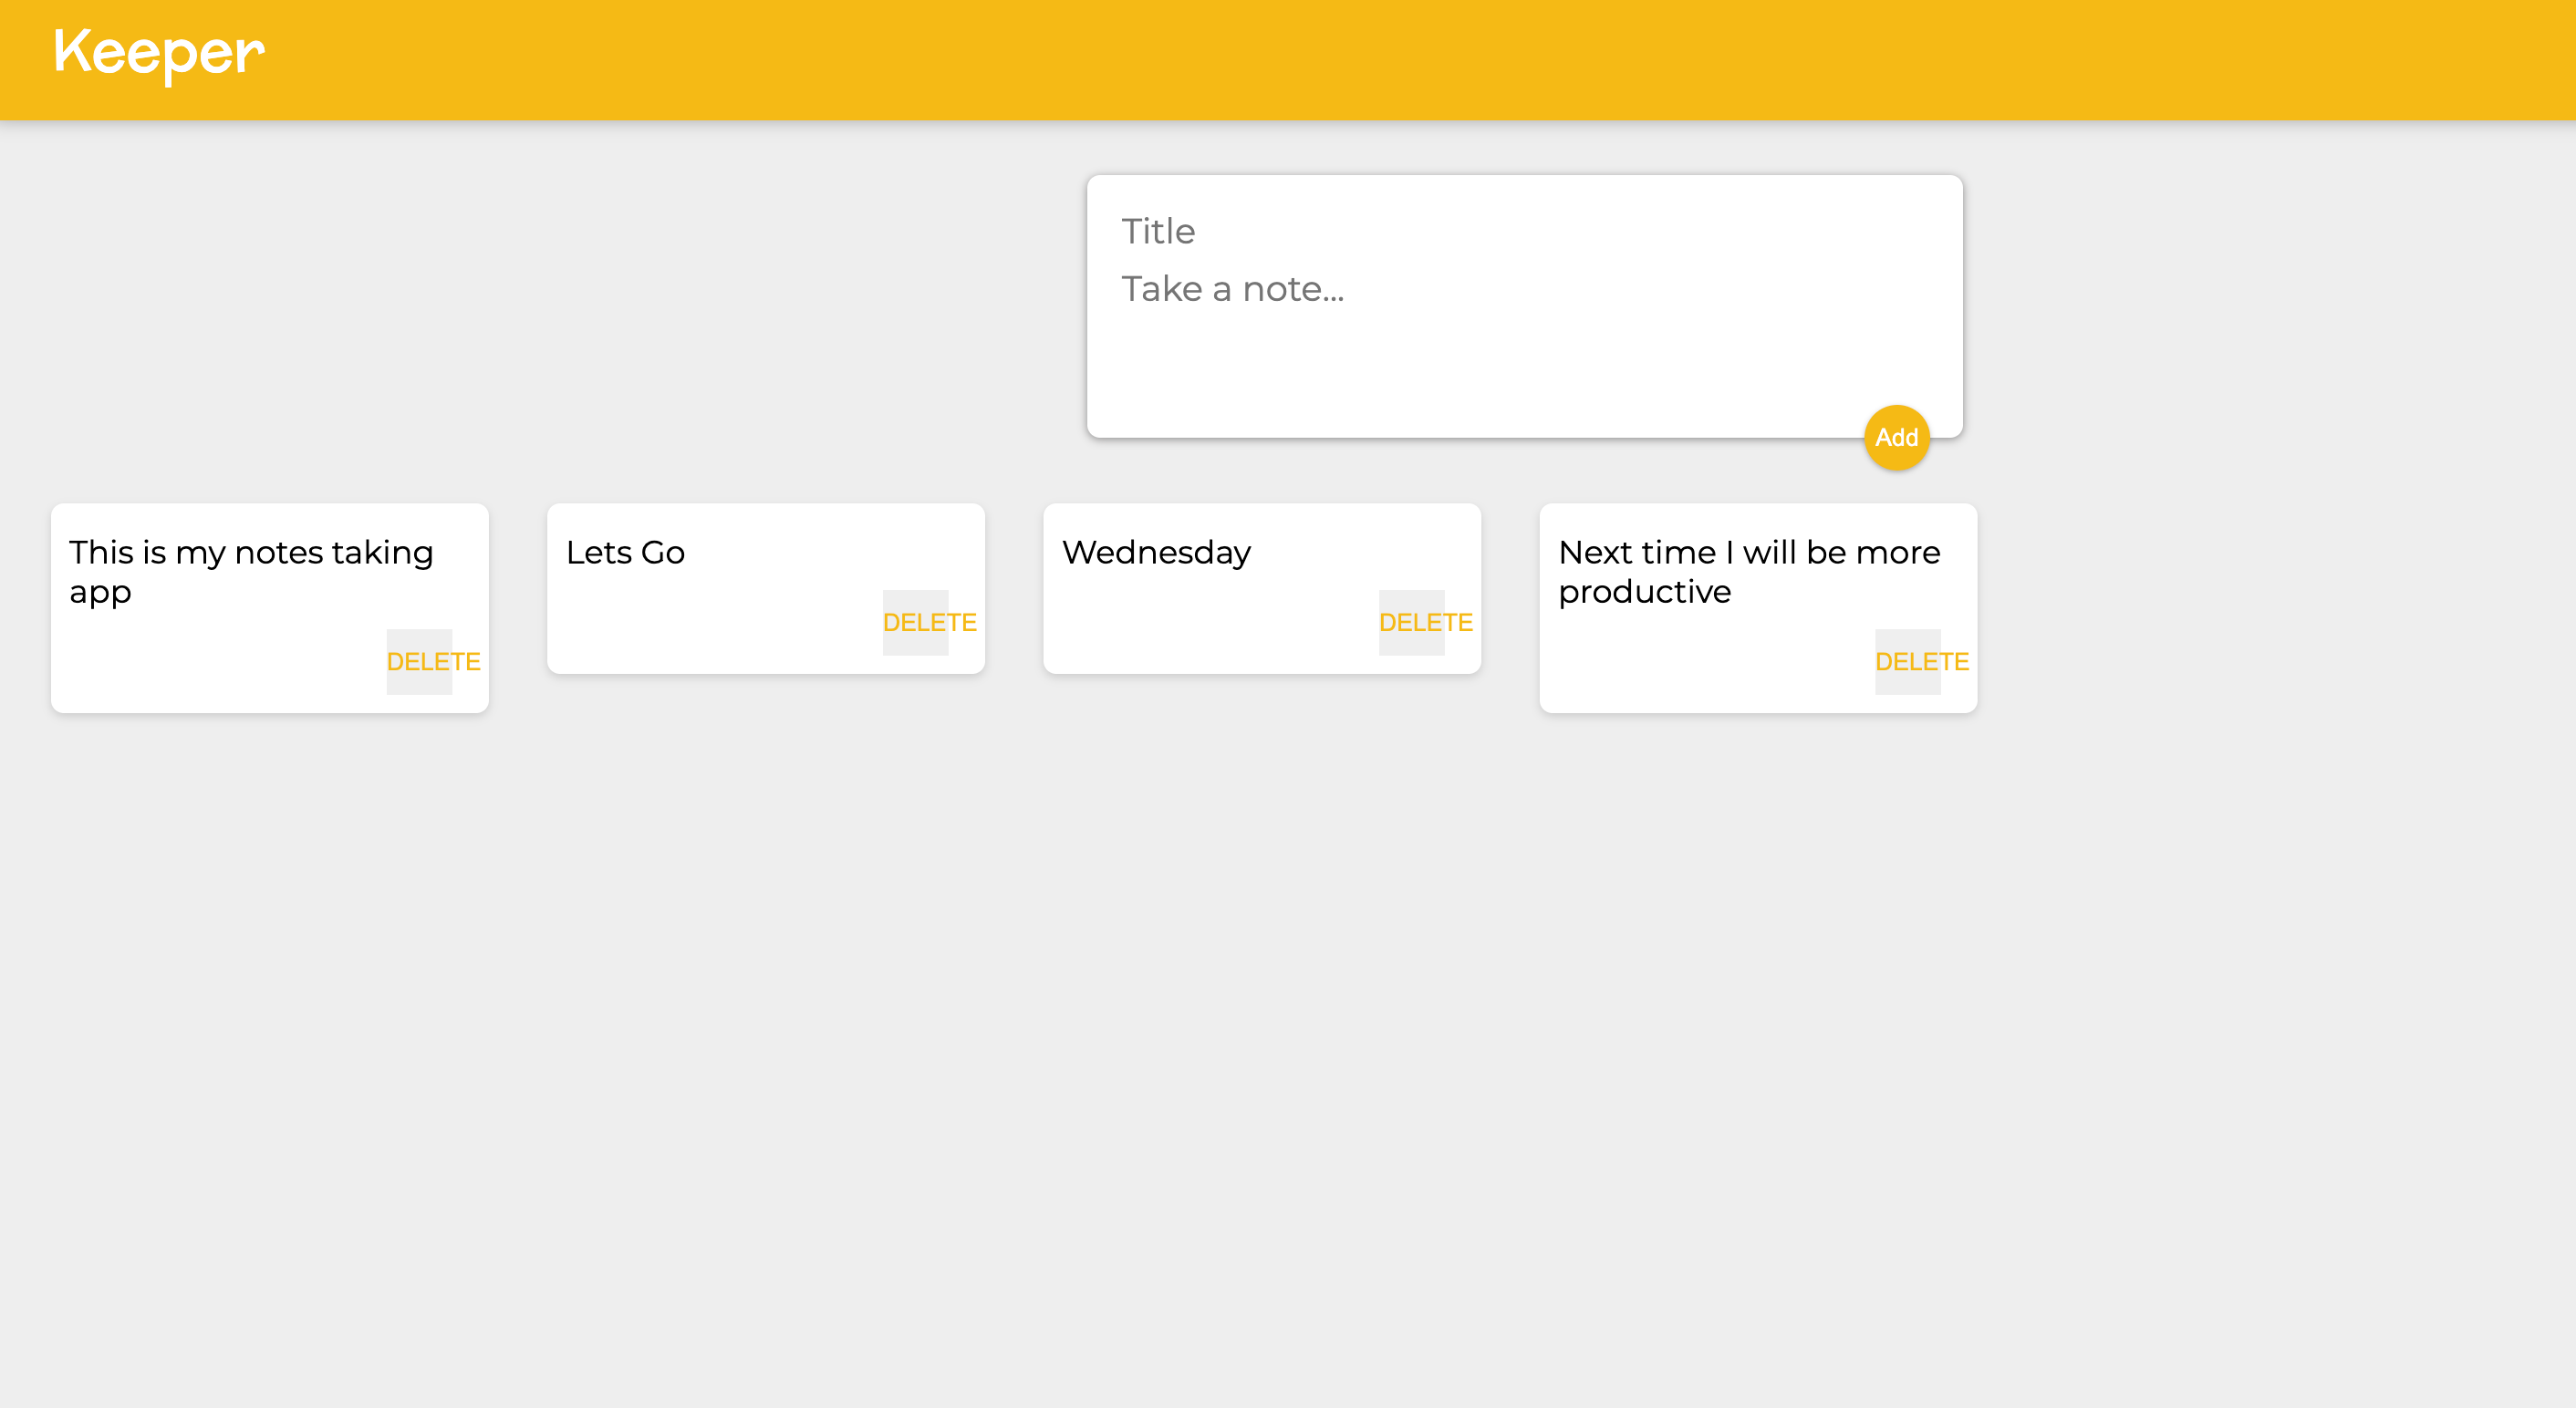 Keeper
Title
Take a note...
Add
This is my notes taking
app
DELETE
Lets Go
DELETE
Wednesday
DELETE
Next time I will be more
productive
DELETE